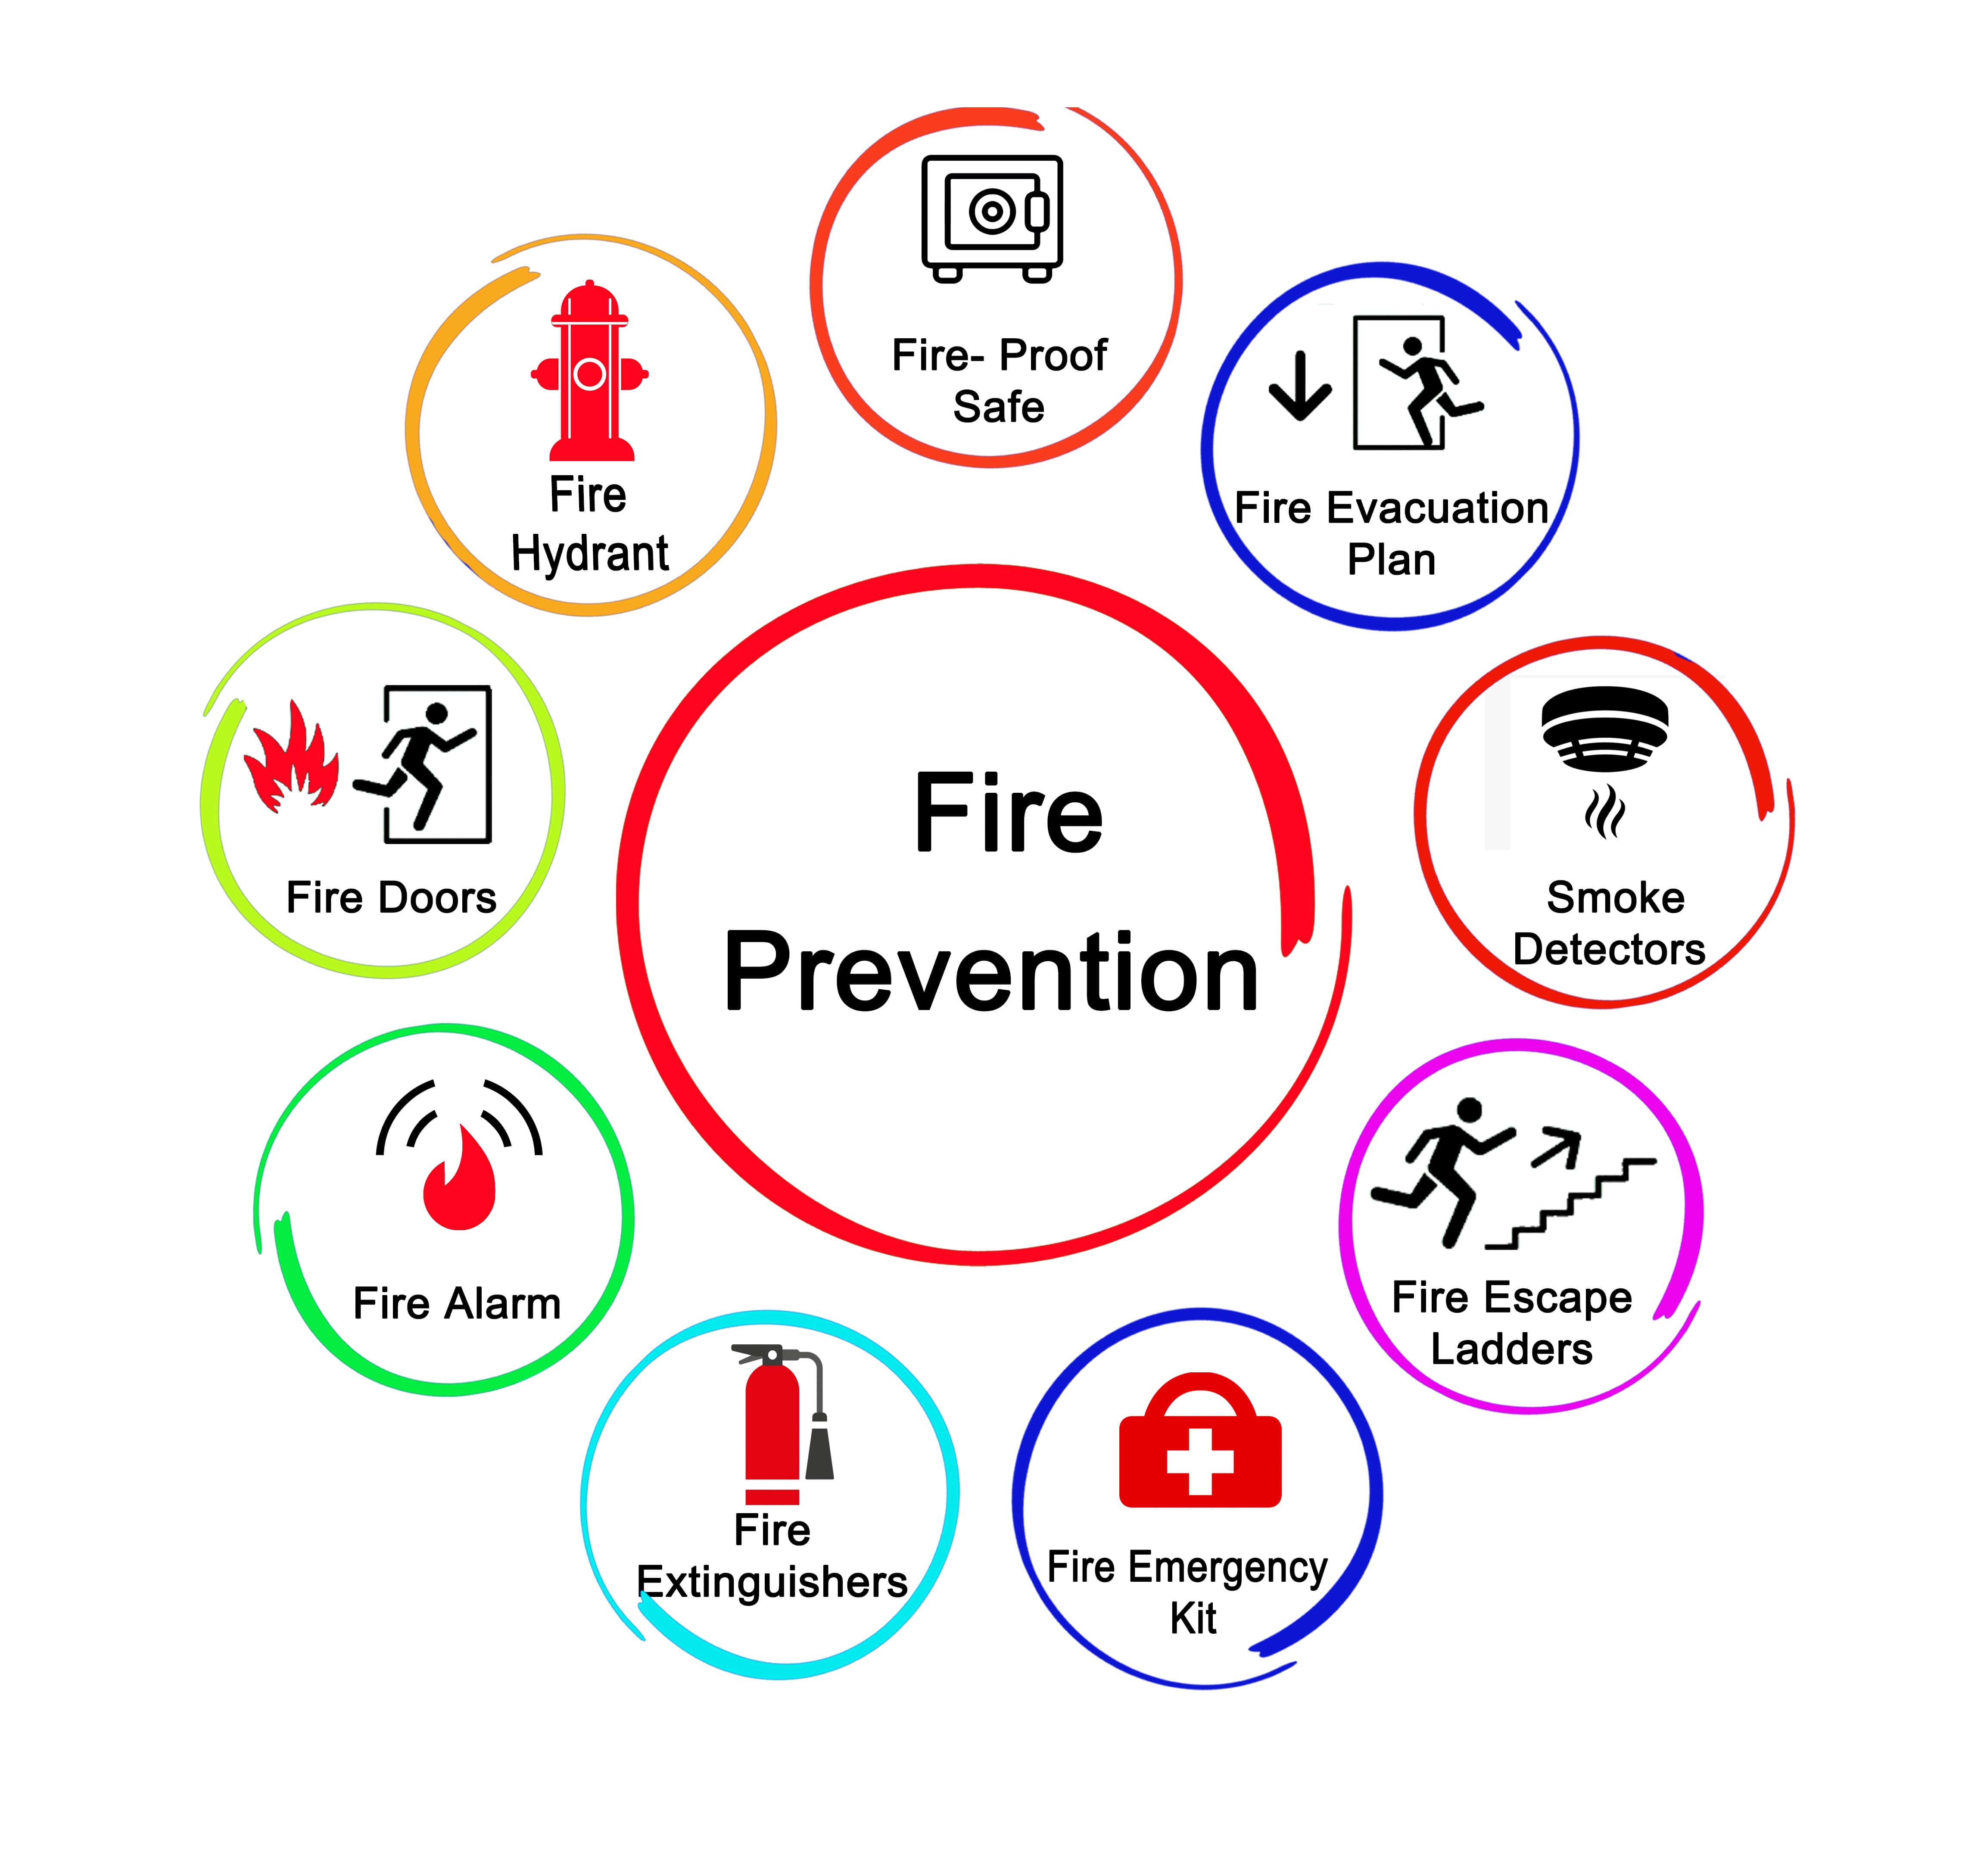 Fire- Proof
Safe
Fire Evacuation
Plan
Smoke
Detectors
Fire Escape
Ladders
Fire Emergency
Kit
Fire
Extinguishers
Fire Alarm
Fire Doors
Fire
Hydrant
Fire
Prevention